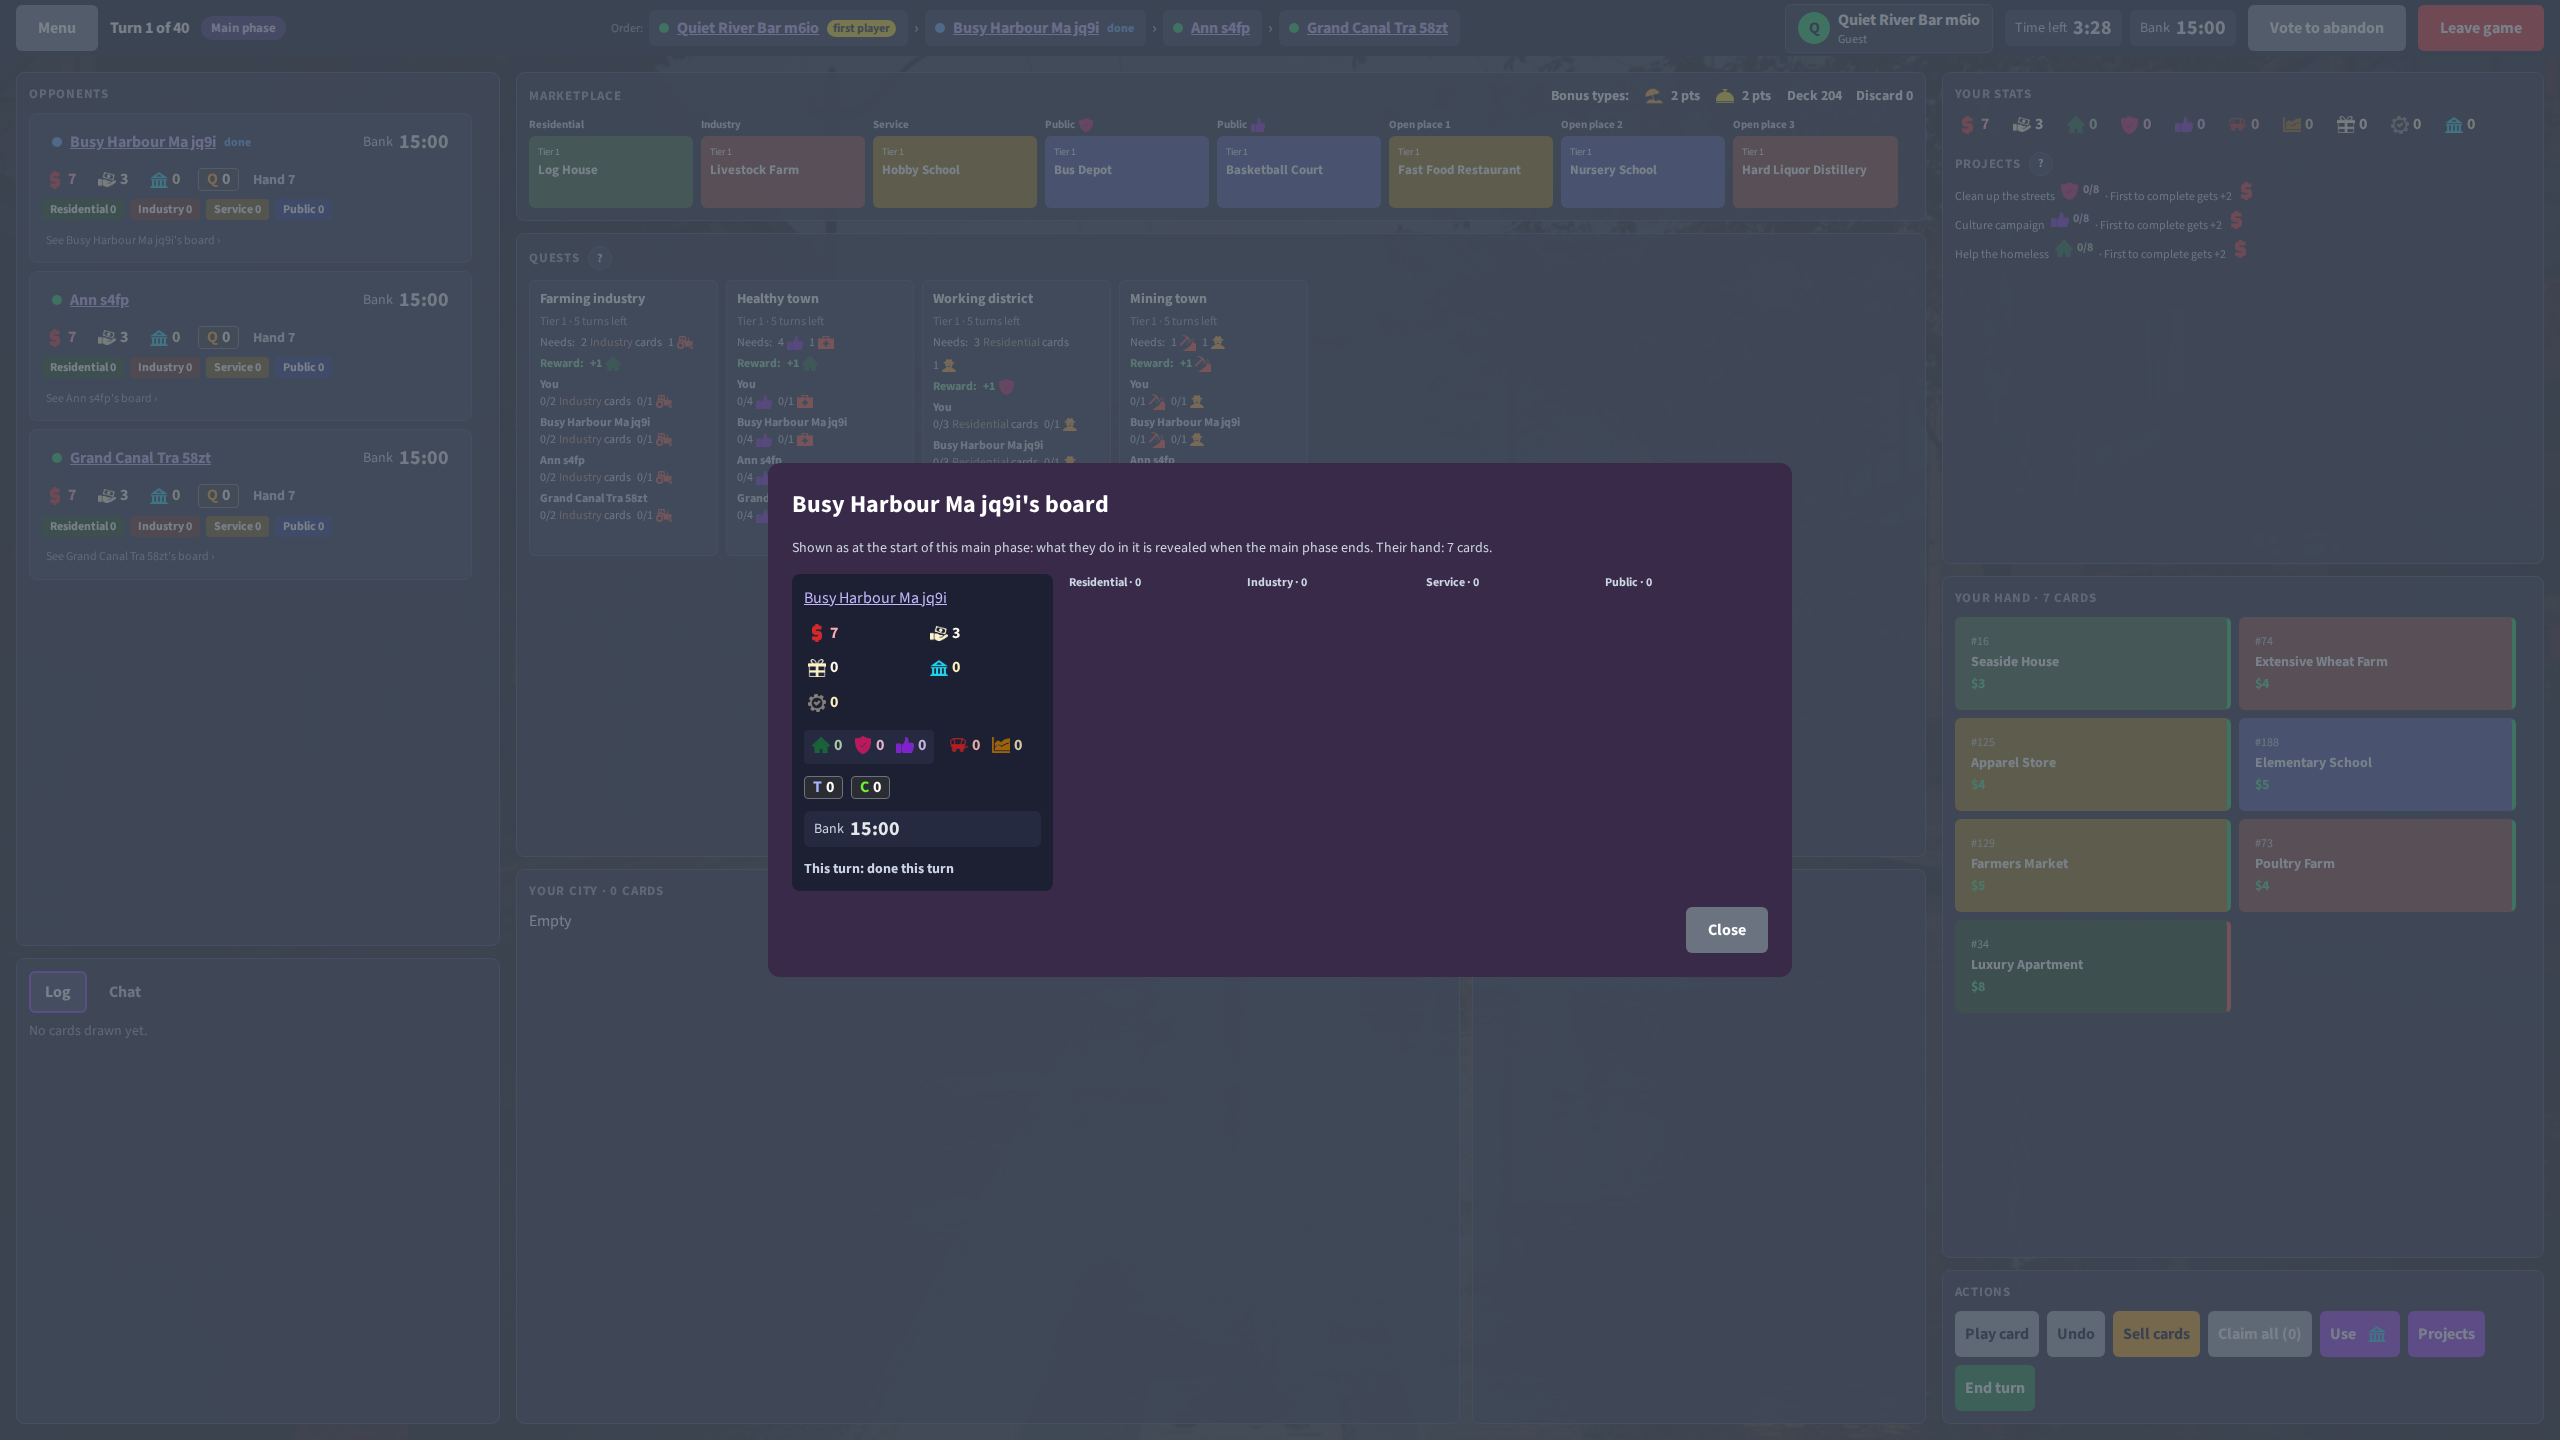 Menu
Turn 1 of 40
Main phase
Order:
Quiet River Bar m6io
first player
›
Busy Harbour Ma jq9i
done
›
Ann s4fp
›
Grand Canal Tra 58zt
Q
Quiet River Bar m6io
Guest
Time left 3:28
Bank 15:00
Vote to abandon
Leave game
OPPONENTS
Busy Harbour Ma jq9i done
Bank 15:00
7 3 0 Q 0 Hand 7
Residential 0 Industry 0 Service 0 Public 0
See Busy Harbour Ma jq9i's board ›
Ann s4fp
Bank 15:00
7 3 0 Q 0 Hand 7
Residential 0 Industry 0 Service 0 Public 0
See Ann s4fp's board ›
Grand Canal Tra 58zt
Bank 15:00
7 3 0 Q 0 Hand 7
Residential 0 Industry 0 Service 0 Public 0
See Grand Canal Tra 58zt's board ›
Log
Chat
No cards drawn yet.
MARKETPLACE
Bonus types: 2 pts 2 pts Deck 204 Discard 0
Residential
Tier 1
Log House
Industry
Tier 1
Livestock Farm
Service
Tier 1
Hobby School
Public
Tier 1
Bus Depot
Public
Tier 1
Basketball Court
Open place 1
Tier 1
Fast Food Restaurant
Open place 2
Tier 1
Nursery School
Open place 3
Tier 1
Hard Liquor Distillery
QUESTS ?
Farming industry
Tier 1 · 5 turns left
Needs: 2 Industry cards 1
Reward: +1
You
0/2 Industry cards 0/1
Busy Harbour Ma jq9i
0/2 Industry cards 0/1
Ann s4fp
0/2 Industry cards 0/1
Grand Canal Tra 58zt
0/2 Industry cards 0/1
Healthy town
Tier 1 · 5 turns left
Needs: 4 1
Reward: +1
You
0/4 0/1
Busy Harbour Ma jq9i
0/4 0/1
Ann s4fp
0/4
Grand
0/4
Working district
Tier 1 · 5 turns left
Needs: 3 Residential cards
1
Reward: +1
You
0/3 Residential cards 0/1
Busy Harbour Ma jq9i
0/3 Residential cards 0/1
Mining town
Tier 1 · 5 turns left
Needs: 1 1
Reward: +1
You
0/1 0/1
Busy Harbour Ma jq9i
0/1 0/1
Ann s4fp
Busy Harbour Ma jq9i's board
Shown as at the start of this main phase: what they do in it is revealed when the main phase ends. Their hand: 7 cards.
Busy Harbour Ma jq9i
7 3
0 0
0
0 0 0 0 0
T 0 C 0
Bank 15:00
This turn: done this turn
Residential · 0
Industry · 0
Service · 0
Public · 0
Close
YOUR CITY · 0 CARDS
Empty
YOUR STATS
7 3 0 0 0 0 0 0 0 0
PROJECTS ?
Clean up the streets 0/8 · First to complete gets +2
Culture campaign 0/8 · First to complete gets +2
Help the homeless 0/8 · First to complete gets +2
YOUR HAND · 7 CARDS
#16
Seaside House
$3
#74
Extensive Wheat Farm
$4
#125
Apparel Store
$4
#188
Elementary School
$5
#129
Farmers Market
$5
#73
Poultry Farm
$4
#34
Luxury Apartment
$8
ACTIONS
Play card
Undo
Sell cards
Claim all (0)
Use
Projects
End turn